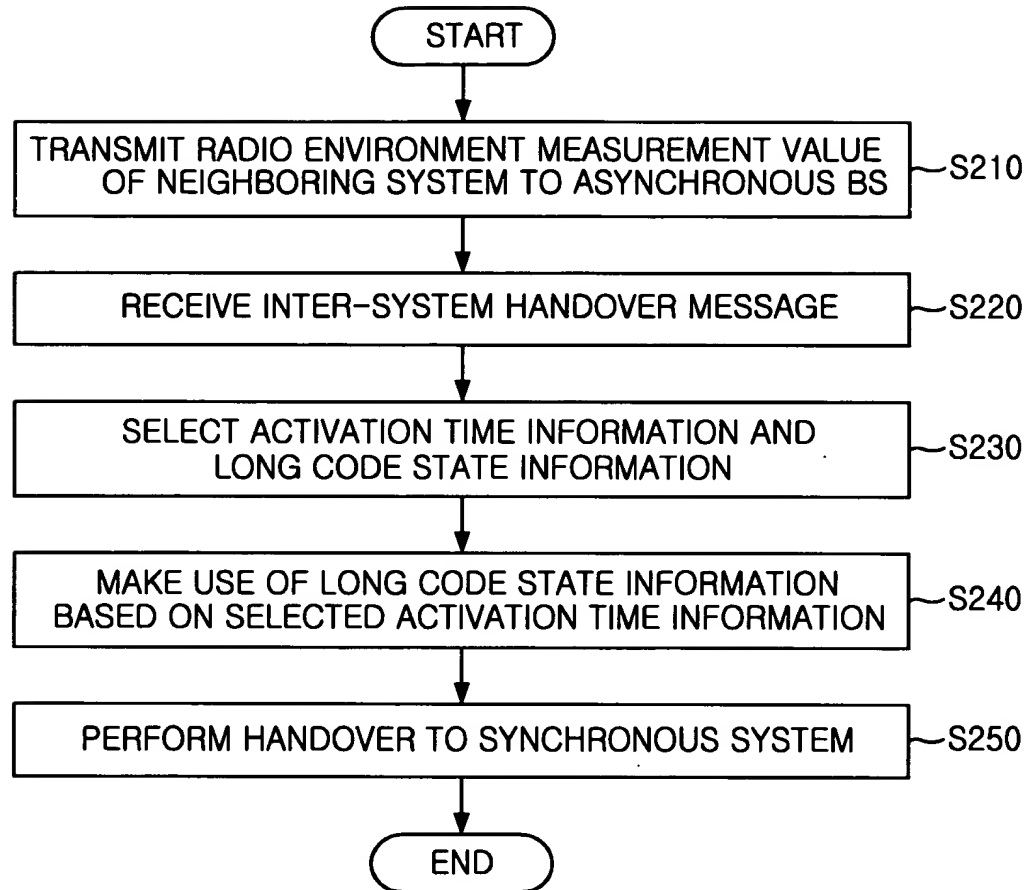 START
TRANSMIT RADIO ENVIRONMENT MEASUREMENT VALUE
OF NEIGHBORING SYSTEM TO ASYNCHRONOUS BS
S210
RECEIVE INTER-SYSTEM HANDOVER MESSAGE
S220
SELECT ACTIVATION TIME INFORMATION AND
LONG CODE STATE INFORMATION
S230
MAKE USE OF LONG CODE STATE INFORMATION
BASED ON SELECTED ACTIVATION TIME INFORMATION
S240
PERFORM HANDOVER TO SYNCHRONOUS SYSTEM
S250
END